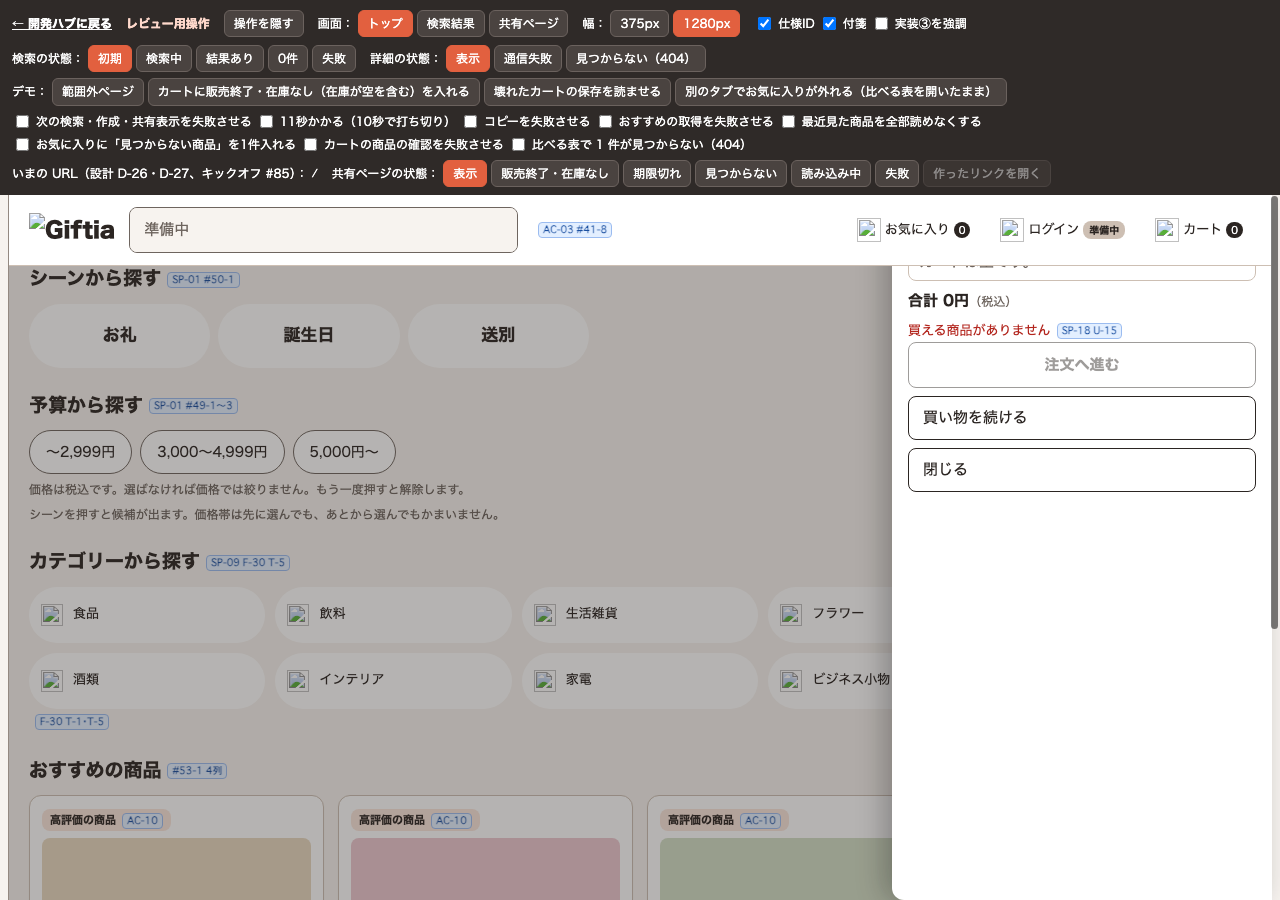 ← 開発ハブに戻る レビュー用操作 操作を隠す 画面： トップ 検索結果 共有ページ 幅： 375px 1280px 仕様ID 付箋 実装③を強調
検索の状態： 初期 検索中 結果あり 0件 失敗 詳細の状態： 表示 通信失敗 見つからない（404）
デモ： 範囲外ページ カートに販売終了・在庫なし（在庫が空を含む）を入れる 壊れたカートの保存を読ませる 別のタブでお気に入りが外れる（比べる表を開いたまま）
次の検索・作成・共有表示を失敗させる 11秒かかる（10秒で打ち切り） コピーを失敗させる おすすめの取得を失敗させる 最近見た商品を全部読めなくする
お気に入りに「見つからない商品」を1件入れる カートの商品の確認を失敗させる 比べる表で 1 件が見つからない（404）
いまの URL（設計 D-26・D-27、キックオフ #85）： / 共有ページの状態： 表示 販売終了・在庫なし 期限切れ 見つからない 読み込み中 失敗 作ったリンクを開く
Giftia 準備中 AC-03 #41-8 お気に入り 0 ログイン 準備中 カート 0
シーンから探す SP-01 #50-1
お礼 誕生日 送別
予算から探す SP-01 #49-1〜3
〜2,999円 3,000〜4,999円 5,000円〜
価格は税込です。選ばなければ価格では絞りません。もう一度押すと解除します。
シーンを押すと候補が出ます。価格帯は先に選んでも、あとから選んでもかまいません。
カテゴリーから探す SP-09 F-30 T-5
食品 飲料 生活雑貨 フラワー
酒類 インテリア 家電 ビジネス小物
F-30 T-1・T-5
おすすめの商品 #53-1 4列
高評価の商品 AC-10 高評価の商品 AC-10 高評価の商品 AC-10
合計 0円（税込）
買える商品がありません SP-18 U-15
注文へ進む
買い物を続ける
閉じる